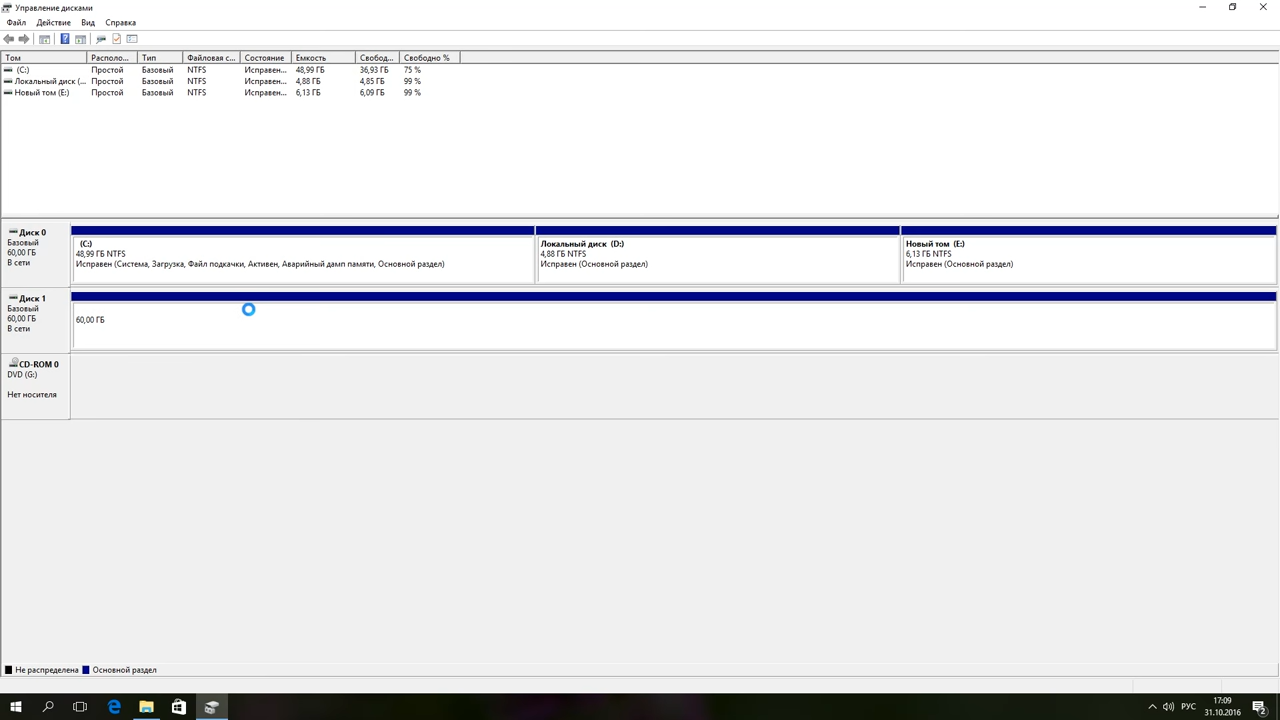 Управление дисками
Файл Действие Вид Справка
Том Располо... Тип Файловая с... Состояние Емкость Свобод... Свободно %
(C:) Простой Базовый NTFS Исправен... 48,99 ГБ 36,93 ГБ 75 %
Локальный диск (... Простой Базовый NTFS Исправен... 4,88 ГБ 4,85 ГБ 99 %
Новый том (E:) Простой Базовый NTFS Исправен... 6,13 ГБ 6,09 ГБ 99 %
Диск 0
Базовый
60,00 ГБ
В сети
(C:)
48,99 ГБ NTFS
Исправен (Система, Загрузка, Файл подкачки, Активен, Аварийный дамп памяти, Основной раздел)
Локальный диск (D:)
4,88 ГБ NTFS
Исправен (Основной раздел)
Новый том (E:)
6,13 ГБ NTFS
Исправен (Основной раздел)
Диск 1
Базовый
60,00 ГБ
В сети
60,00 ГБ
CD-ROM 0
DVD (G:)
Нет носителя
Не распределена Основной раздел
РУС
17:09
31.10.2016
2